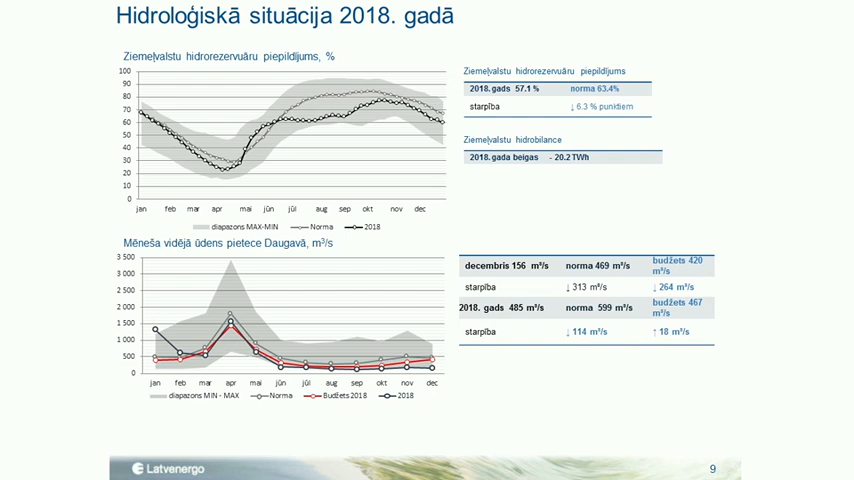 Hidroloģiskā situācija 2018. gadā
Ziemeļvalstu hidrorezervuāru piepildījums, %
100
90
80
70
60
50
40
30
20
10
0
jan feb mar apr mai jūn jūl aug sep okt nov dec
diapazons MAX-MIN Norma 2018
Ziemeļvalstu hidrorezervuāru piepildījums
2018. gads 57.1 % norma 63.4%
starpība ↓ 6.3 % punktiem
Ziemeļvalstu hidrobilance
2018. gada beigas - 20.2 TWh
Mēneša vidējā ūdens pietece Daugavā, m³/s
3 500
3 000
2 500
2 000
1 500
1 000
500
0
jan feb mar apr mai jūn jūl aug sep okt nov dec
diapazons MIN - MAX Norma Budžets 2018 2018
decembris 156 m³/s norma 469 m³/s budžets 420 m³/s
starpība ↓ 313 m³/s ↓ 264 m³/s
2018. gads 485 m³/s norma 599 m³/s budžets 467 m³/s
starpība ↓ 114 m³/s ↑ 18 m³/s
Latvenergo
9